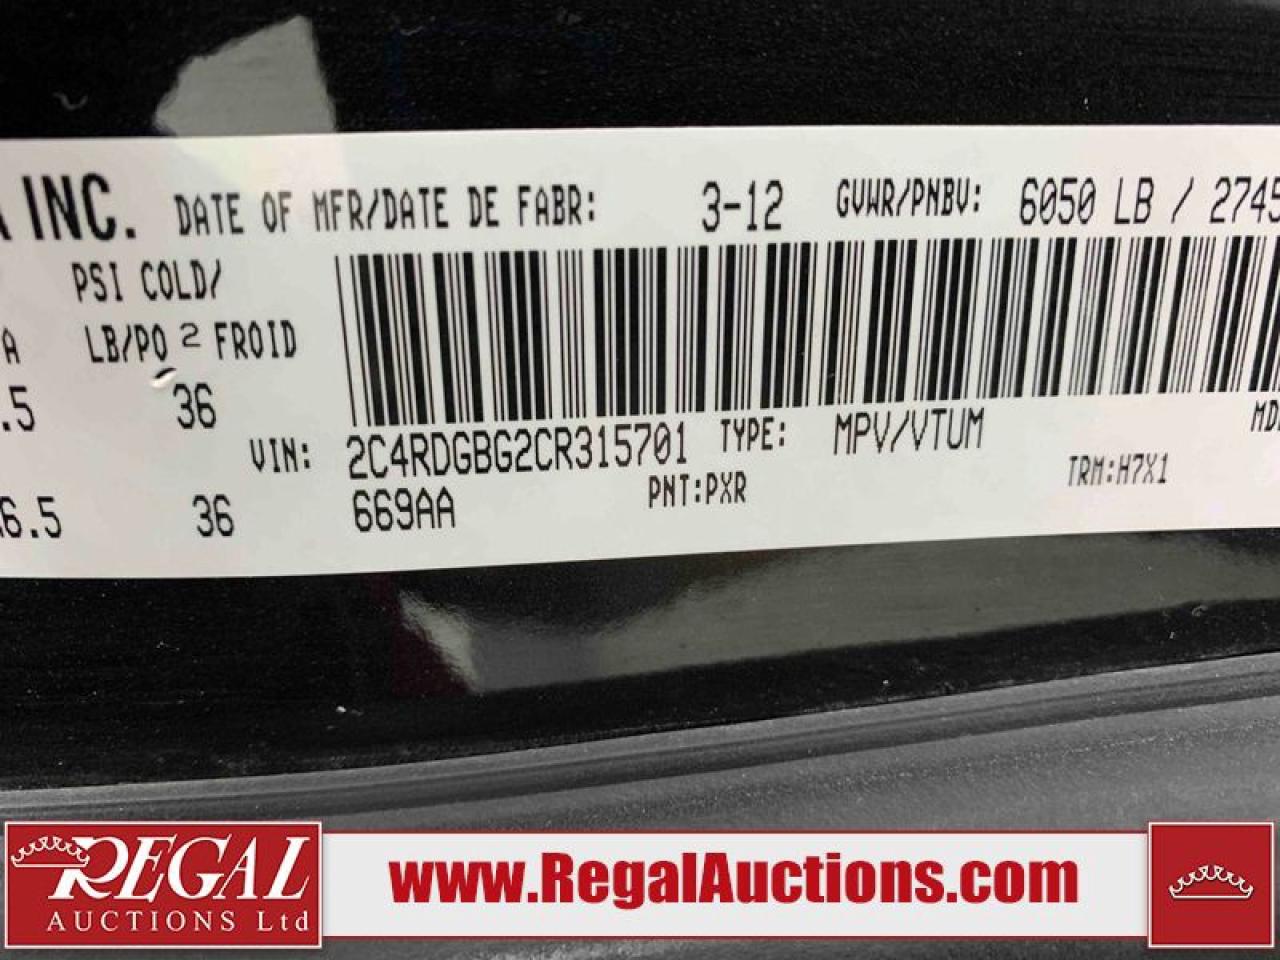 INC. DATE OF MFR/DATE DE FABR: 3-12 GVWR/PNBV: 6050 LB / 2745
PSI COLD/
A LB/PO 2 FROID
.5 36
VIN: 2C4RDGBG2CR315701 TYPE: MPV/VTUM
6.5 36 669AA PNT:PXR TRM:H7X1
REGAL
AUCTIONS Ltd
www.RegalAuctions.com